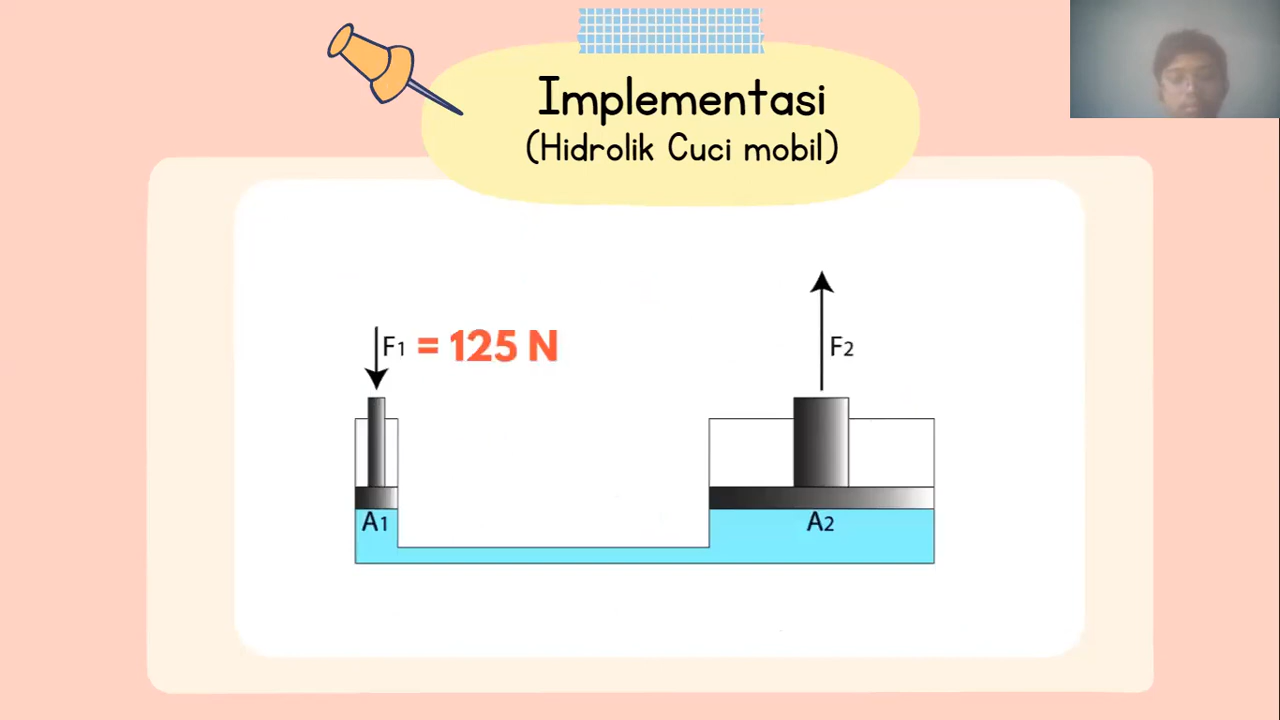 Implementasi
(Hidrolik Cuci mobil)
F1 = 125 N
F2
A1
A2